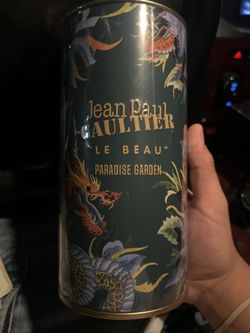 Jean Paul
GAULTIER
"LE BEAU"
PARADISE GARDEN